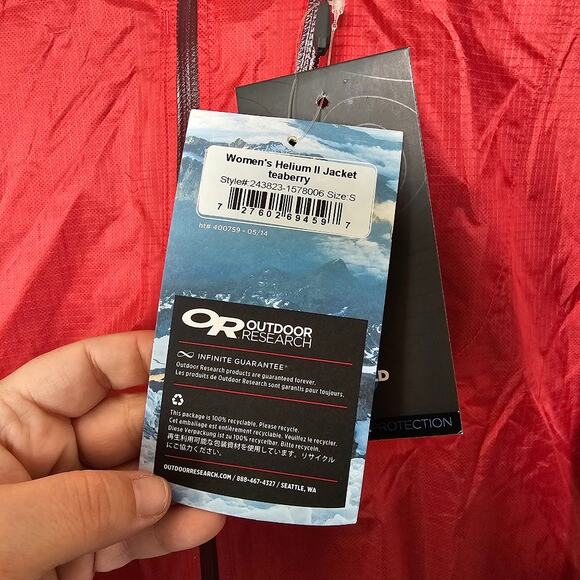 Women's Helium II Jacket
teaberry
Style#:243823-1578006 Size:S
7 27602 69459 7
ht# 400759 - 05/14
OR OUTDOOR
RESEARCH
INFINITE GUARANTEE®
Outdoor Research products are guaranteed forever.
Les produits de Outdoor Research sont garantis pour toujours.
This package is 100% recyclable. Please recycle.
Cet emballage est entièrement recyclable. Veuillez le recycler.
Diese Verpackung ist zu 100% recycelbar. Bitte recyceln.
再生利用可能な包装資材を使用しています。リサイクル
にご協力ください。
OUTDOORRESEARCH.COM / 888-467-4327 / SEATTLE, WA
D
PROTECTION